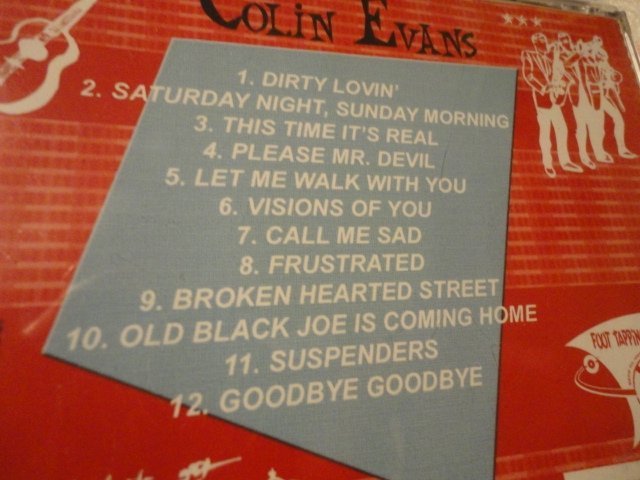 COLIN EVANS
1. DIRTY LOVIN'
2. SATURDAY NIGHT, SUNDAY MORNING
3. THIS TIME IT'S REAL
4. PLEASE MR. DEVIL
5. LET ME WALK WITH YOU
6. VISIONS OF YOU
7. CALL ME SAD
8. FRUSTRATED
9. BROKEN HEARTED STREET
10. OLD BLACK JOE IS COMING HOME
11. SUSPENDERS
12. GOODBYE GOODBYE
FOOT TAPPIN